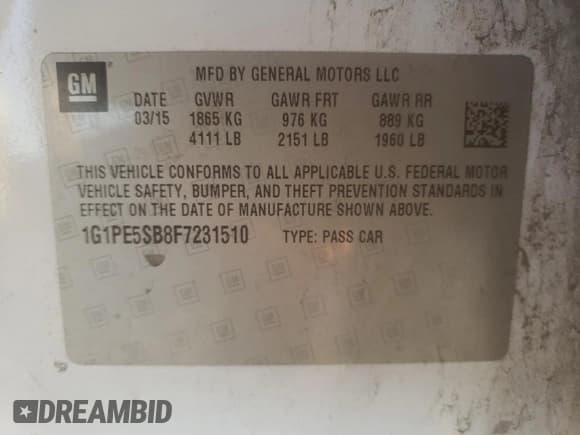 GM
MFD BY GENERAL MOTORS LLC
DATE GVWR GAWR FRT GAWR RR
03/15 1865 KG 976 KG 889 KG
4111 LB 2151 LB 1960 LB
THIS VEHICLE CONFORMS TO ALL APPLICABLE U.S. FEDERAL MOTOR
VEHICLE SAFETY, BUMPER, AND THEFT PREVENTION STANDARDS IN
EFFECT ON THE DATE OF MANUFACTURE SHOWN ABOVE.
1G1PE5SB8F7231510 TYPE: PASS CAR
DREAMBID